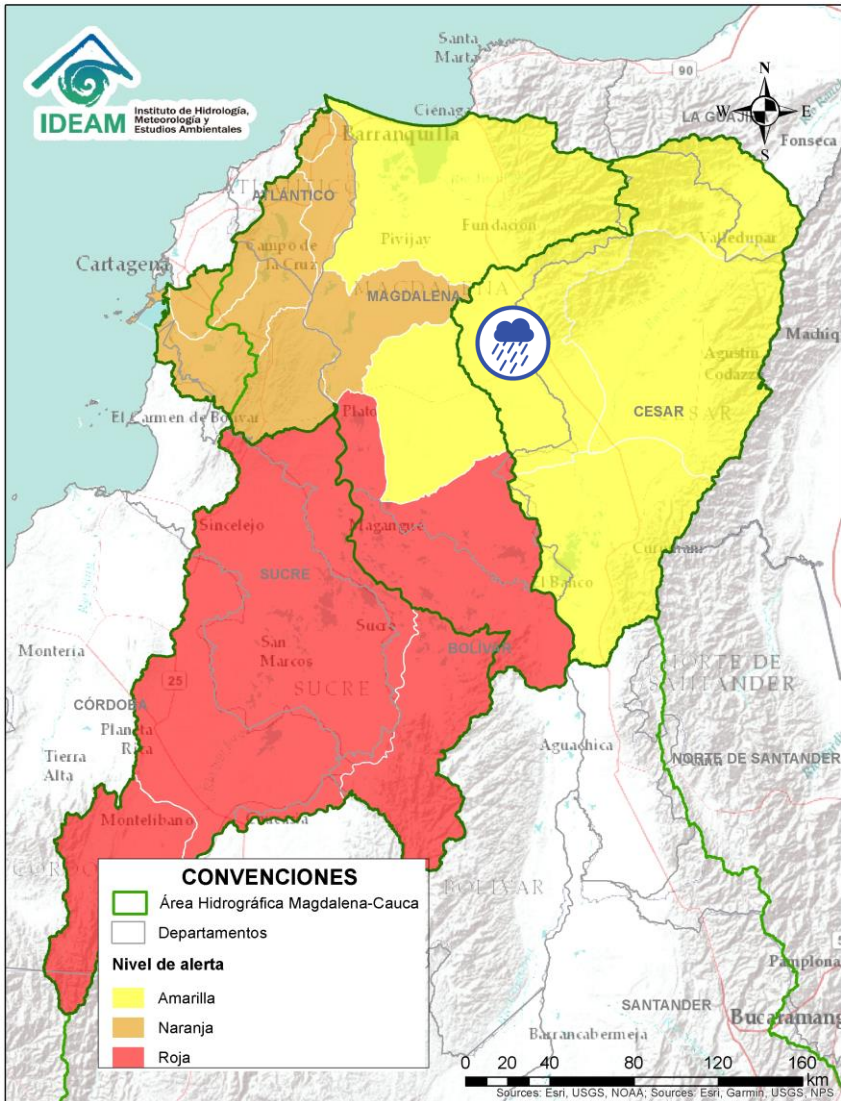 IDEAM
Instituto de Hidrología,
Meteorología y
Estudios Ambientales
Santa
Marta
90
N
W
E
S
LA GUAJIR
Fonseca
Ciénaga
Barranquilla
ATLÁNTICO
Fundación
Pivijay
Valledupar
Campo de
la Cruz
Cartagena
MAGDALENA
Machiq
Agustín
Codazzi
CESAR
El Carmen de Bolívar
Plato
Sincelejo
Magangue
SUCRE
El Banco
Sucre
San
Marcos
BOLÍVAR
SUCRE
Montería
25
CÓRDOBA
Planeta
Rica
Tierra
Alta
NORTE DE
SANTANDER
Aguachica
NORTE DE SANTANDER
Montelíbano
BOLÍVAR
CONVENCIONES
Área Hidrográfica Magdalena-Cauca
Departamentos
Nivel de alerta
Amarilla
Naranja
Roja
Pamplona
SANTANDER
Bucaramang
Barrancabermeja
0 20 40 80 120 160
km
Sources: Esri, USGS, NOAA; Sources: Esri, Garmin, USGS, NPS